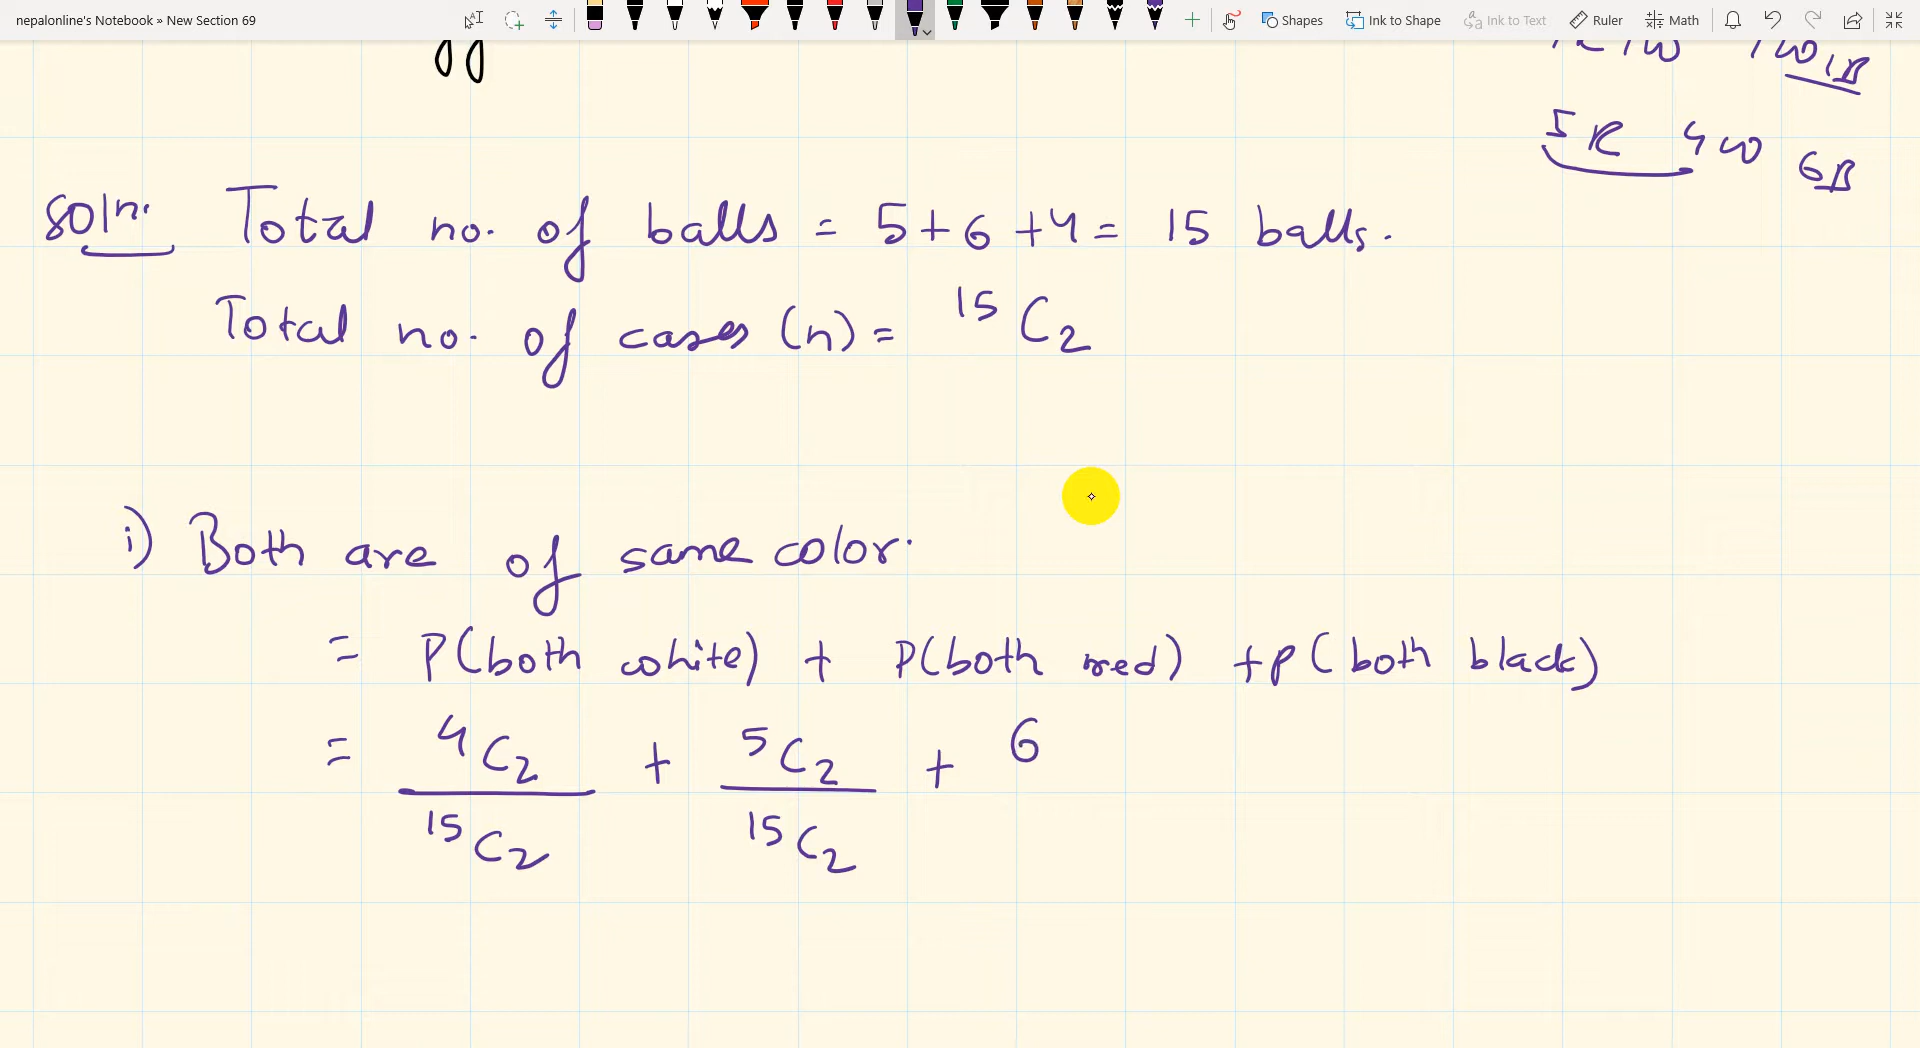 nepalonline's Notebook » New Section 69
Shapes Ink to Shape Ink to Text Ruler Math
1W 1B
5R 4W 6B
Soln. Total no. of balls = 5+6+4= 15 balls.
Total no. of cases (n) = 15C2
i) Both are of same color.
= P(both white) + P(both red) +P(both black)
= 4C2 + 5C2 + 6
15C2 15C2